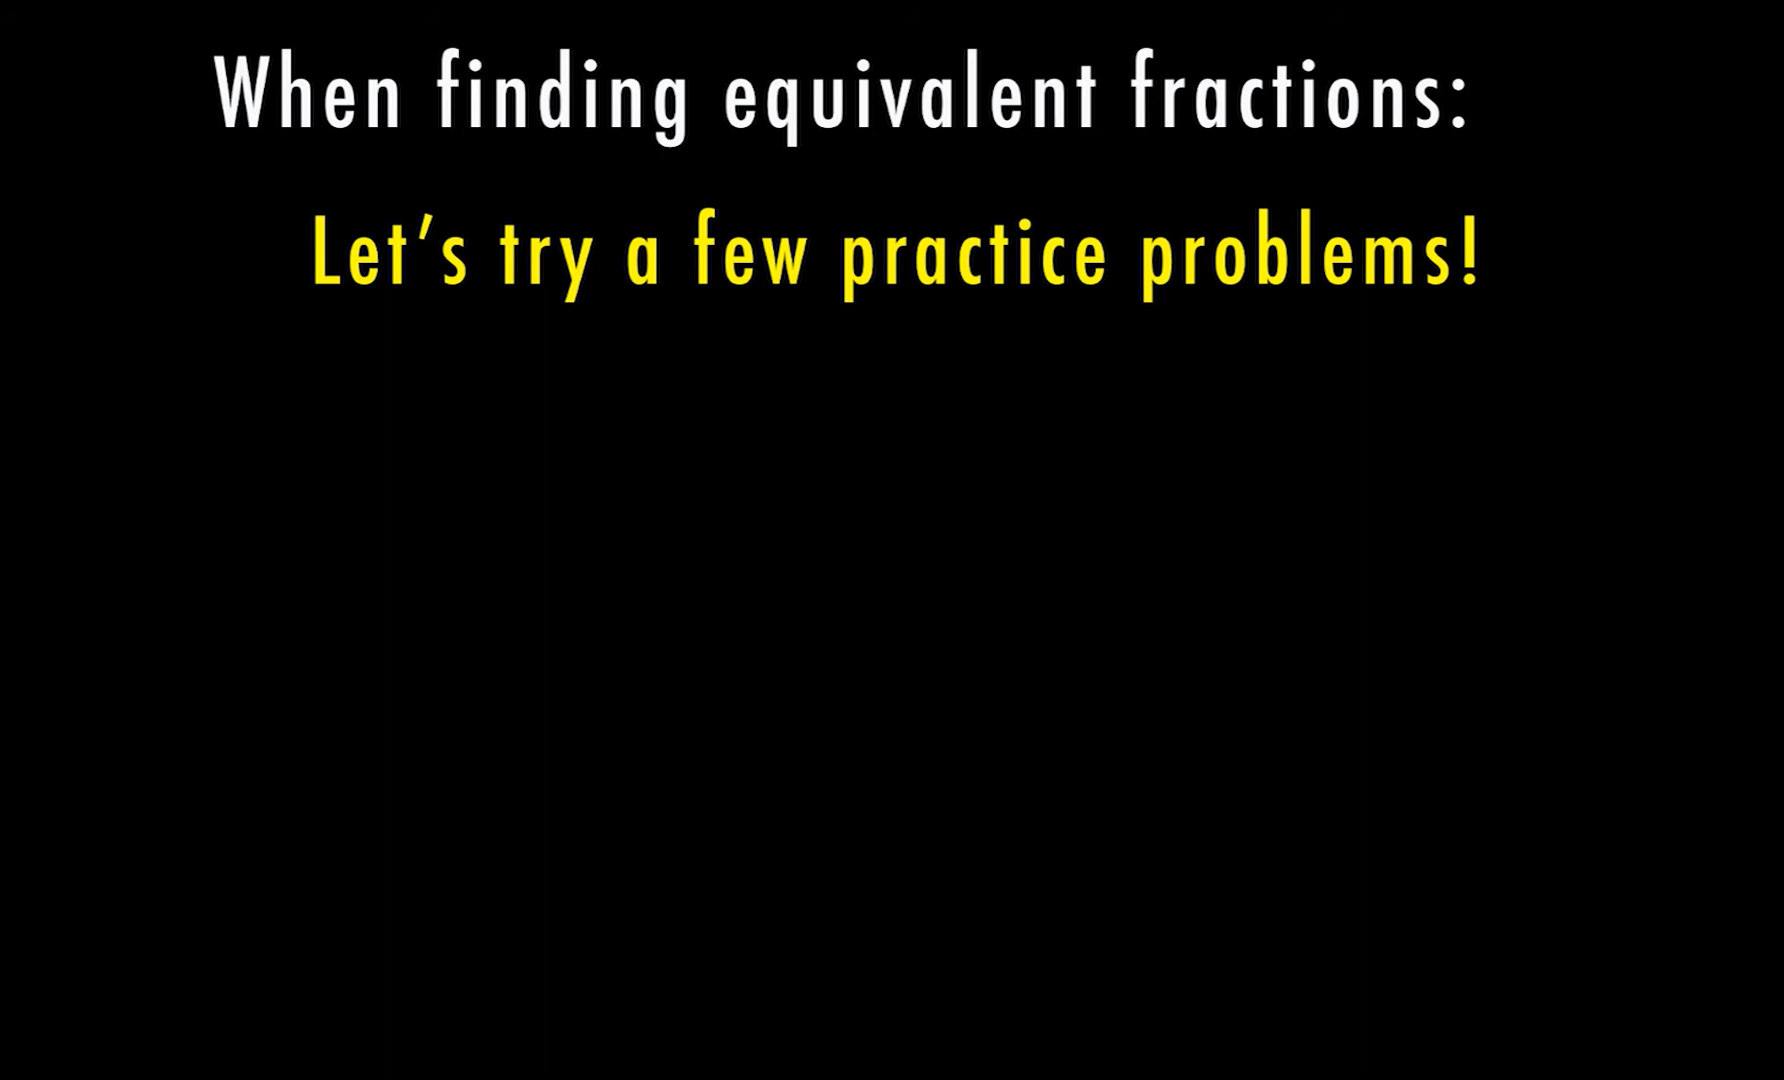 When finding equivalent fractions:
Let’s try a few practice problems!